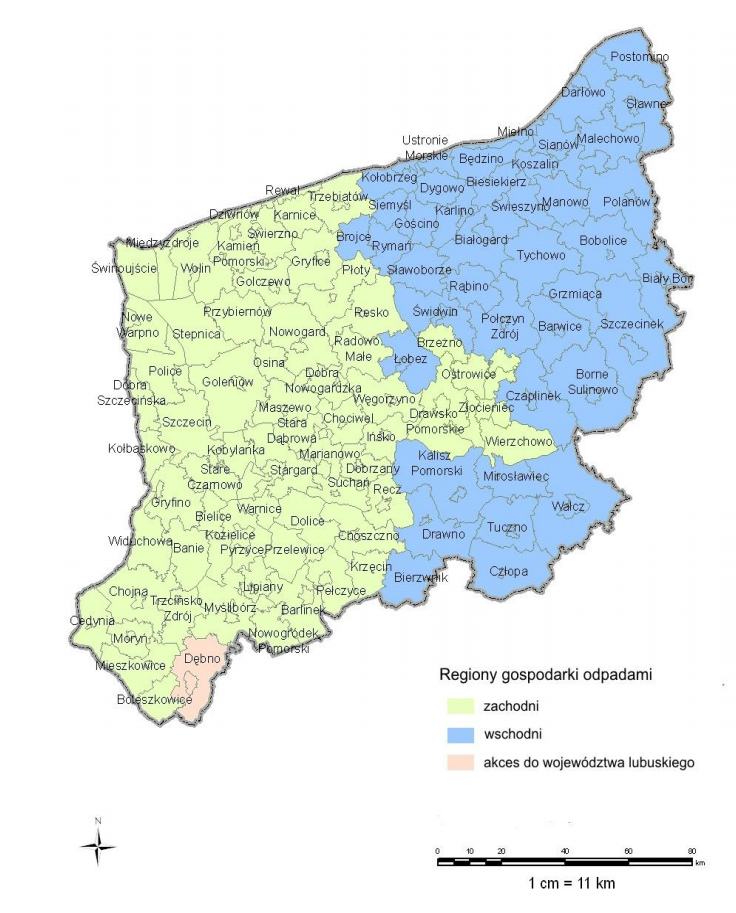 Postomino
Darłowo
Sławne
Mielno
Ustronie
Morskie
Sianów
Malechowo
Będzino
Koszalin
Kołobrzeg
Dygowo
Biesiekierz
Rewal
Trzebiatów
Siemyśl
Karlino
Świeszyno
Manowo
Polanów
Dziwnów
Karnice
Gościno
Świerzno
Brojce
Rymań
Białogard
Bobolice
Międzyzdroje
Kamień
Pomorski
Tychowo
Świnoujście
Wolin
Gryfice
Płoty
Sławoborze
Biały Bór
Golczewo
Rąbino
Grzmiąca
Nowe
Warpno
Przybiernów
Resko
Świdwin
Połczyn
Zdrój
Barwice
Szczecinek
Stepnica
Nowogard
Radowo
Małe
Brzeżno
Łobez
Police
Osina
Dobra
Nowogardzka
Ostrowice
Borne
Sulinowo
Dobra
Szczecińska
Goleniów
Węgorzyno
Czaplinek
Maszewo
Złocieniec
Drawsko
Pomorskie
Szczecin
Stara
Dąbrowa
Chociwel
Ińsko
Wierzchowo
Kołbaskowo
Kobylanka
Marianowo
Kalisz
Pomorski
Stare
Czarnowo
Stargard
Dobrzany
Suchań
Recz
Mirosławiec
Gryfino
Warnice
Wałcz
Bielice
Dolice
Tuczno
Widuchowa
Kozielice
Choszczno
Drawno
Banie
Pyrzyce
Przelewice
Krzęcin
Bierzwnik
Człopa
Chojna
Lipiany
Pełczyce
Trzcińsko
Zdrój
Myślibórz
Barlinek
Cedynia
Moryń
Nowogródek
Pomorski
Mieszkowice
Dębno
Boleszkowice
Regiony gospodarki odpadami
zachodni
wschodni
akces do województwa lubuskiego
N
0 10 20 40 60 80
km
1 cm = 11 km